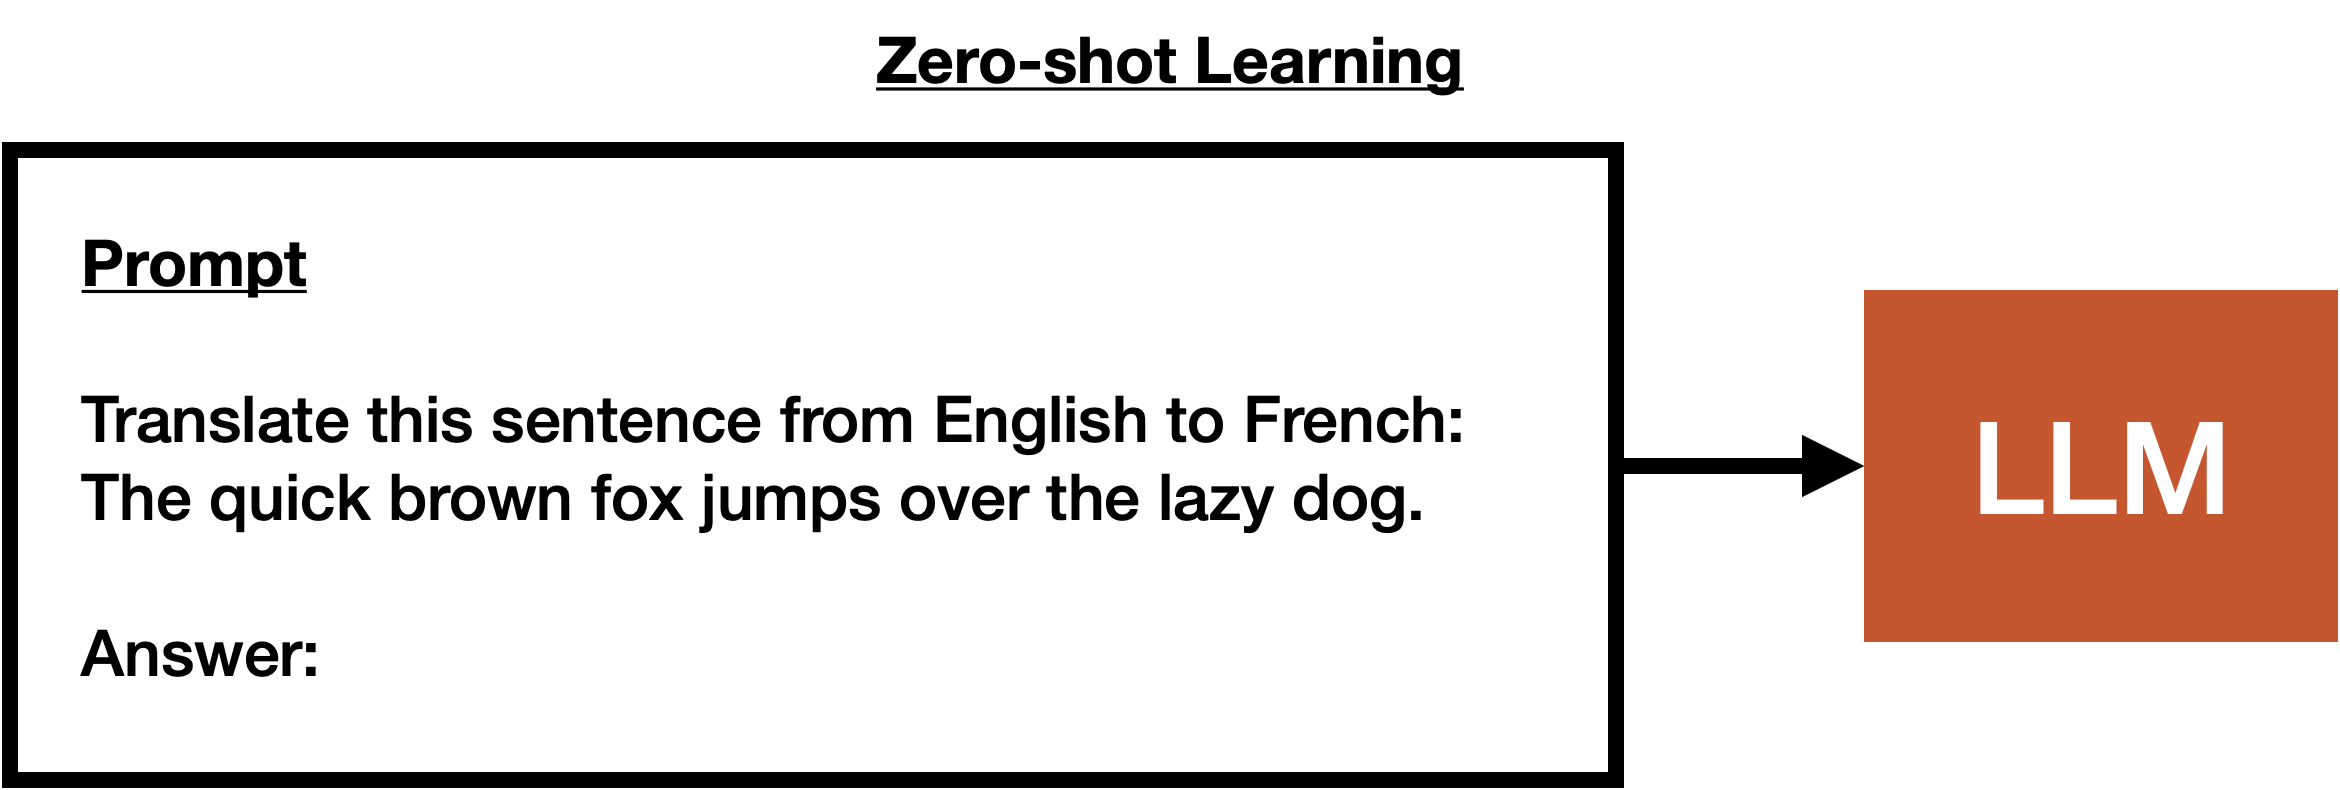 Zero-shot Learning
Prompt
Translate this sentence from English to French:
The quick brown fox jumps over the lazy dog.
Answer:
LLM